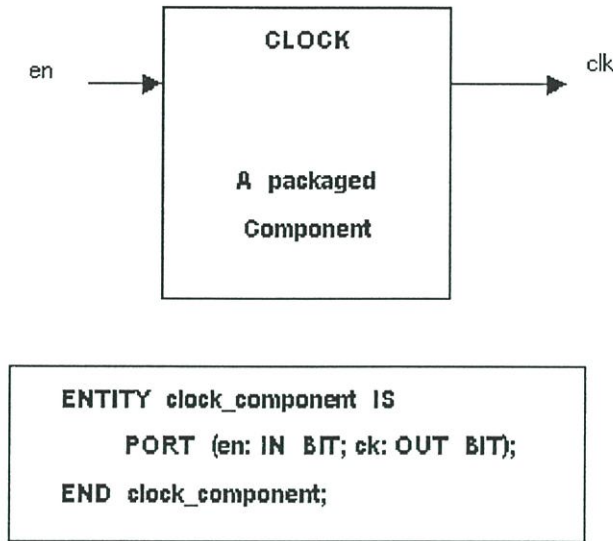 CLOCK
en
clk
A packaged
Component
ENTITY clock_component IS
PORT (en: IN BIT; ck: OUT BIT);
END clock_component;